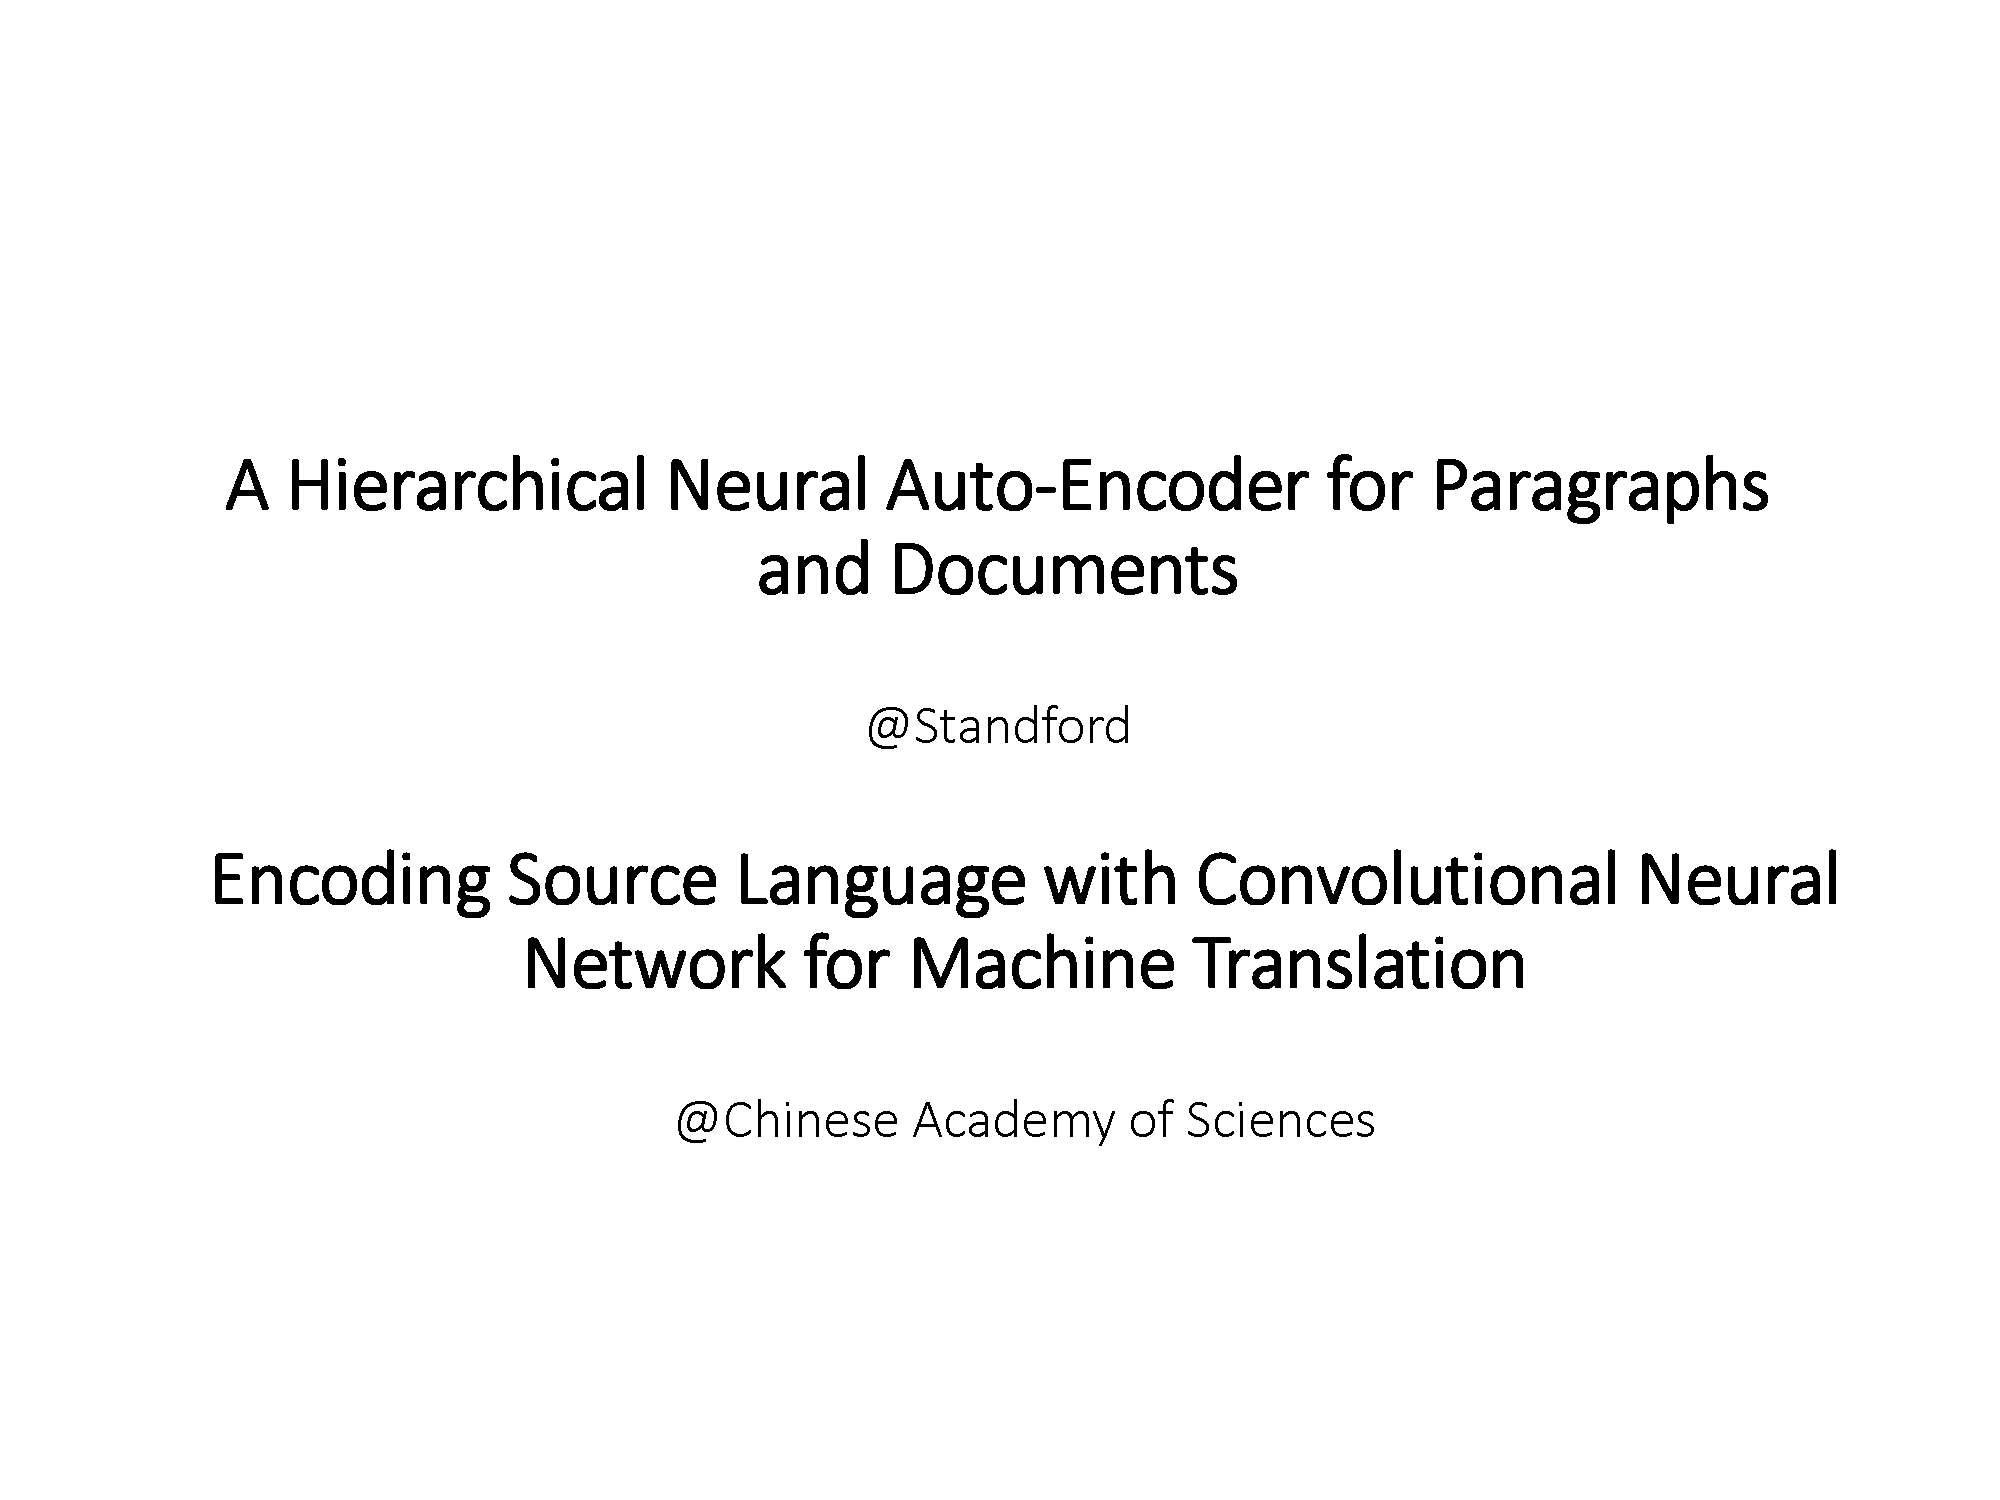 A Hierarchical Neural Auto-Encoder for Paragraphs
and Documents
@Standford
Encoding Source Language with Convolutional Neural
Network for Machine Translation
@Chinese Academy of Sciences